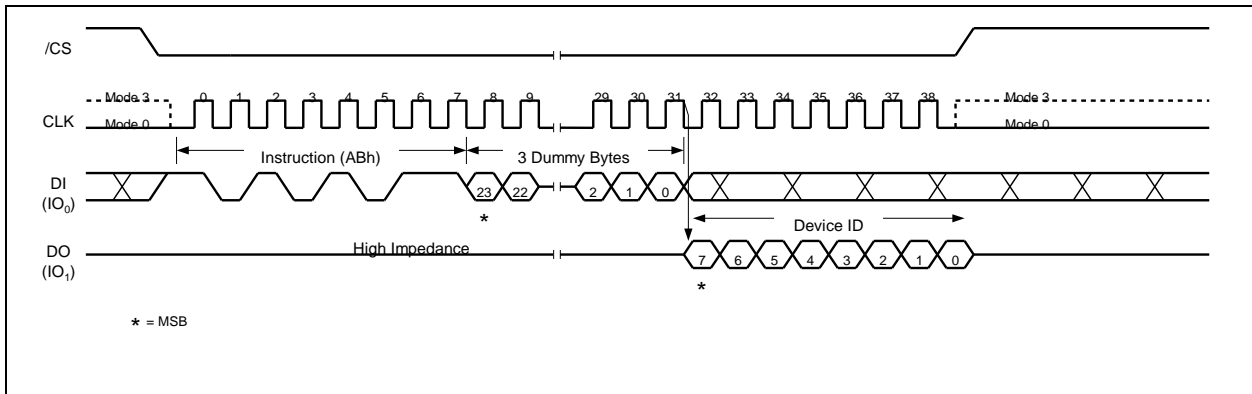 /CS
Mode 3 0 1 2 3 4 5 6 7 8 9 29 30 31 32 33 34 35 36 37 38 Mode 3
CLK Mode 0 Mode 0
Instruction (ABh) 3 Dummy Bytes
DI
(IO0)
23 22 2 1 0
*
Device ID
High Impedance
DO
(IO1)
7 6 5 4 3 2 1 0
*
* = MSB